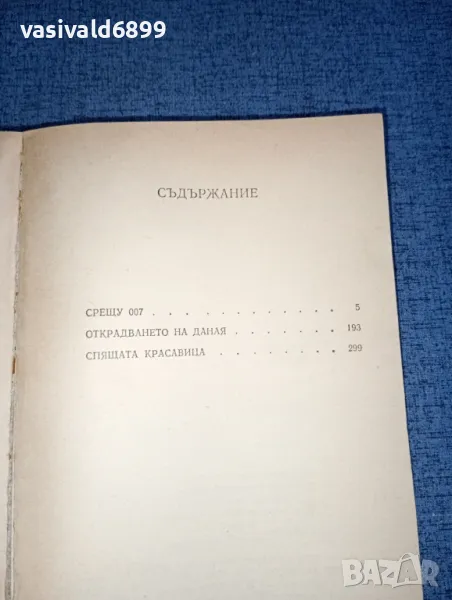 vasivald6899
СЪДЪРЖАНИЕ
СРЕЩУ 007 . . . . . . . . . . . . 5
ОТКРАДВАНЕТО НА ДАНАЯ . . . . . . . . 193
СПЯЩАТА КРАСАВИЦА . . . . . . . . . 299
BAZAR